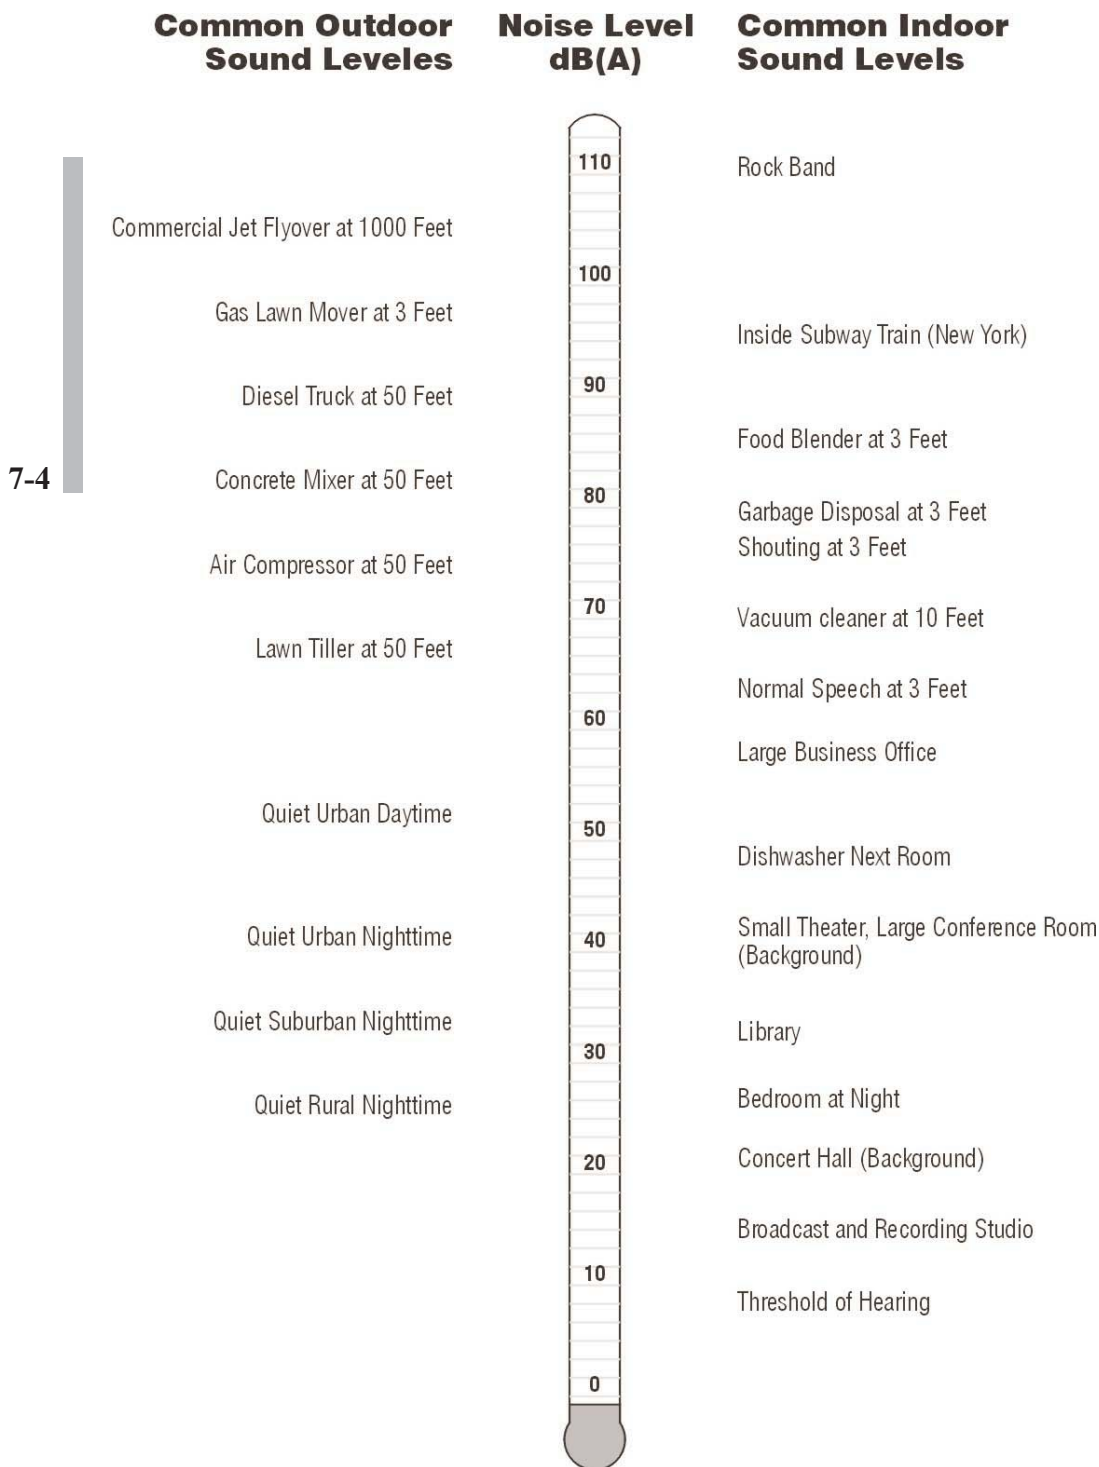 Common Outdoor
Sound Leveles
Noise Level
dB(A)
Common Indoor
Sound Levels
110
Rock Band
Commercial Jet Flyover at 1000 Feet
100
Gas Lawn Mover at 3 Feet
Inside Subway Train (New York)
90
Diesel Truck at 50 Feet
Food Blender at 3 Feet
7-4
Concrete Mixer at 50 Feet
80
Garbage Disposal at 3 Feet
Shouting at 3 Feet
Air Compressor at 50 Feet
70
Vacuum cleaner at 10 Feet
Lawn Tiller at 50 Feet
Normal Speech at 3 Feet
60
Large Business Office
Quiet Urban Daytime
50
Dishwasher Next Room
Quiet Urban Nighttime
40
Small Theater, Large Conference Room
(Background)
Quiet Suburban Nighttime
Library
30
Quiet Rural Nighttime
Bedroom at Night
20
Concert Hall (Background)
Broadcast and Recording Studio
10
Threshold of Hearing
0